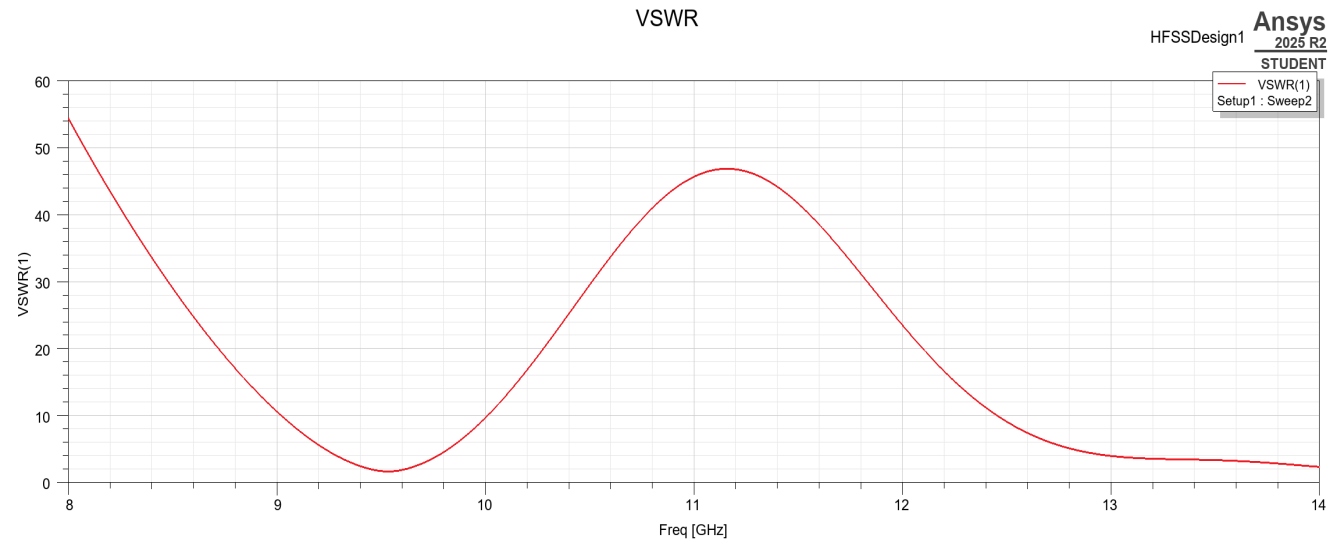 VSWR
HFSSDesign1
Ansys
2025 R2
STUDENT
VSWR(1)
Setup1 : Sweep2
60
50
40
30
20
10
0
VSWR(1)
8
9
10
11
12
13
14
Freq [GHz]